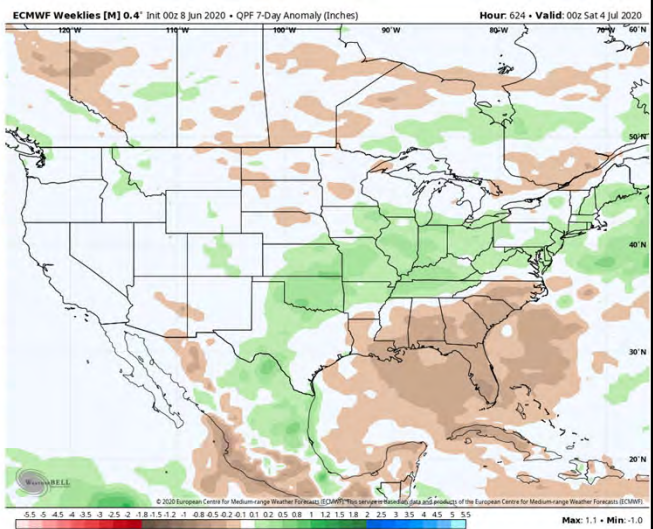 ECMWF Weeklies [M] 0.4° Init 00z 8 Jun 2020 • QPF 7-Day Anomaly (Inches) Hour: 624 • Valid: 00z Sat 4 Jul 2020
120°W 110°W 100°W 90°W 80°W 70°W 60°N
50°N
40°N
30°N
20°N
WeatherBELL
© 2020 European Centre for Medium-range Weather Forecasts (ECMWF). This service is based on data and products of the European Centre for Medium-range Weather Forecasts (ECMWF).
-5.5 -5 -4.5 -4 -3.5 -3 -2.5 -2 -1.8 -1.5 -1.2 -1 -0.8 -0.5 -0.2 -0.1 0.1 0.2 0.5 0.8 1 1.2 1.5 1.8 2 2.5 3 3.5 4 4.5 5 5.5 Max: 1.1 • Min: -1.0